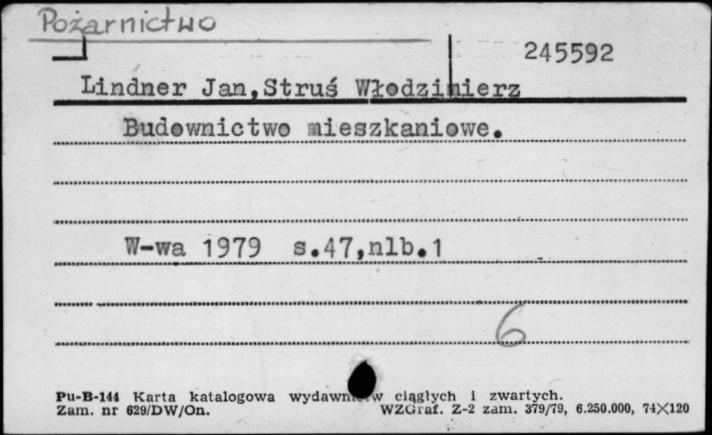 Pożarnictwo
245592
Lindner Jan,Struś Włodzimierz
Budownictwo mieszkaniowe.
W-wa 1979 s.47,nlb.1
6
Pu-B-144 Karta katalogowa wydawnictw ciągłych i zwartych.
Zam. nr 629/DW/On. WZGraf. Z-2 zam. 379/79, 6.250.000, 74×120